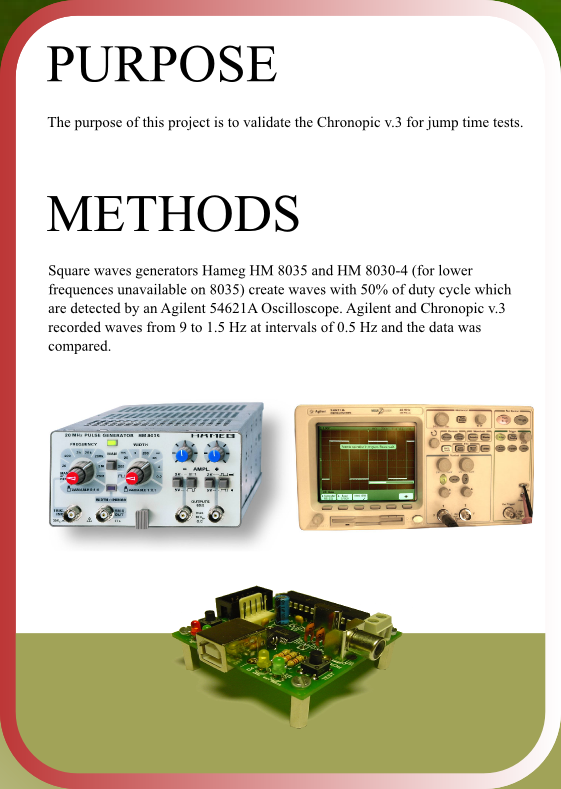 PURPOSE
The purpose of this project is to validate the Chronopic v.3 for jump time tests.
METHODS
Square waves generators Hameg HM 8035 and HM 8030-4 (for lower
frequences unavailable on 8035) create waves with 50% of duty cycle which
are detected by an Agilent 54621A Oscilloscope. Agilent and Chronopic v.3
recorded waves from 9 to 1.5 Hz at intervals of 0.5 Hz and the data was
compared.
20 MHz PULSE GENERATOR HM 8035 HAMEG
FREQUENCY WIDTH
− AMPL. +
OUTPUTS
Agilent
TEST